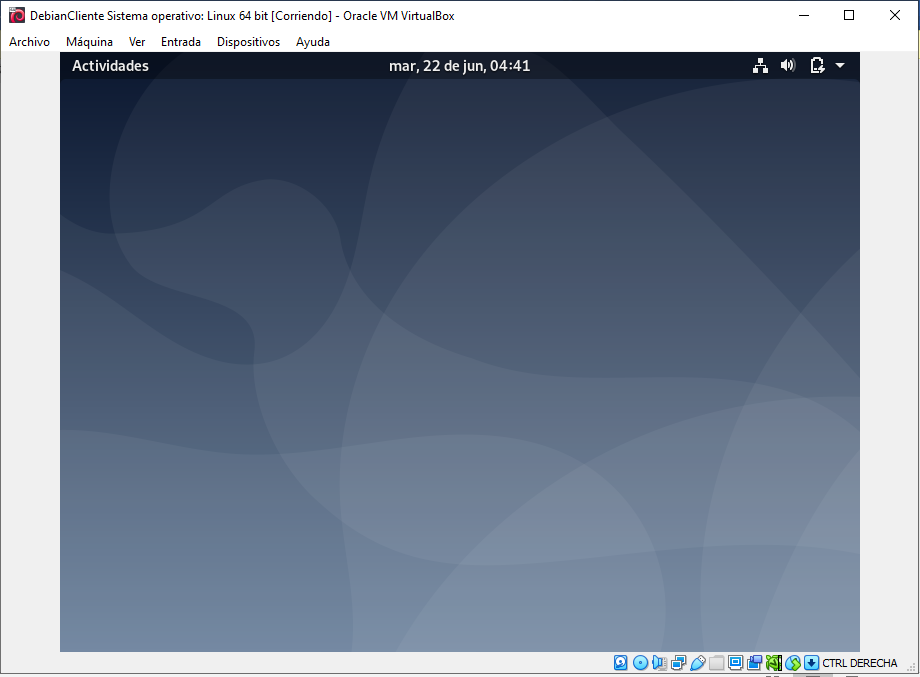 DebianCliente Sistema operativo: Linux 64 bit [Corriendo] - Oracle VM VirtualBox
Archivo Máquina Ver Entrada Dispositivos Ayuda
Actividades mar, 22 de jun, 04:41
CTRL DERECHA